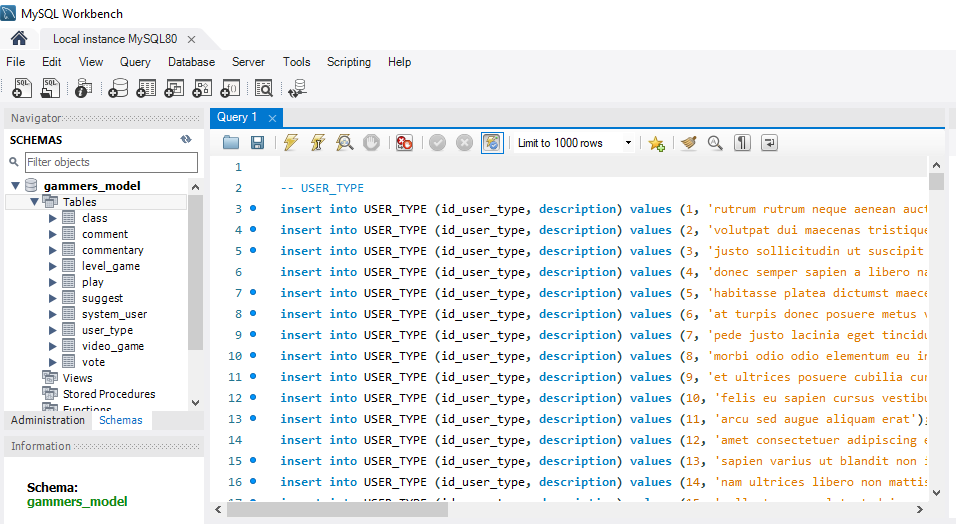 MySQL Workbench
Local instance MySQL80
File Edit View Query Database Server Tools Scripting Help
Navigator
SCHEMAS
Filter objects
gammers_model
Tables
class
comment
commentary
level_game
play
suggest
system_user
user_type
video_game
vote
Views
Stored Procedures
Functions
Administration Schemas
Information
Schema:
gammers_model
Query 1
Limit to 1000 rows
1
2 -- USER_TYPE
3 insert into USER_TYPE (id_user_type, description) values (1, 'rutrum rutrum neque aenean auct
4 insert into USER_TYPE (id_user_type, description) values (2, 'volutpat dui maecenas tristique
5 insert into USER_TYPE (id_user_type, description) values (3, 'justo sollicitudin ut suscipit
6 insert into USER_TYPE (id_user_type, description) values (4, 'donec semper sapien a libero na
7 insert into USER_TYPE (id_user_type, description) values (5, 'habitasse platea dictumst maece
8 insert into USER_TYPE (id_user_type, description) values (6, 'at turpis donec posuere metus v
9 insert into USER_TYPE (id_user_type, description) values (7, 'pede justo lacinia eget tincidu
10 insert into USER_TYPE (id_user_type, description) values (8, 'morbi odio odio elementum eu in
11 insert into USER_TYPE (id_user_type, description) values (9, 'et ultrices posuere cubilia cur
12 insert into USER_TYPE (id_user_type, description) values (10, 'felis eu sapien cursus vestibu
13 insert into USER_TYPE (id_user_type, description) values (11, 'arcu sed augue aliquam erat');
14 insert into USER_TYPE (id_user_type, description) values (12, 'amet consectetuer adipiscing e
15 insert into USER_TYPE (id_user_type, description) values (13, 'sapien varius ut blandit non i
16 insert into USER_TYPE (id_user_type, description) values (14, 'nam ultrices libero non mattis
17 insert into USER_TYPE (id_user_type, description) values (15,